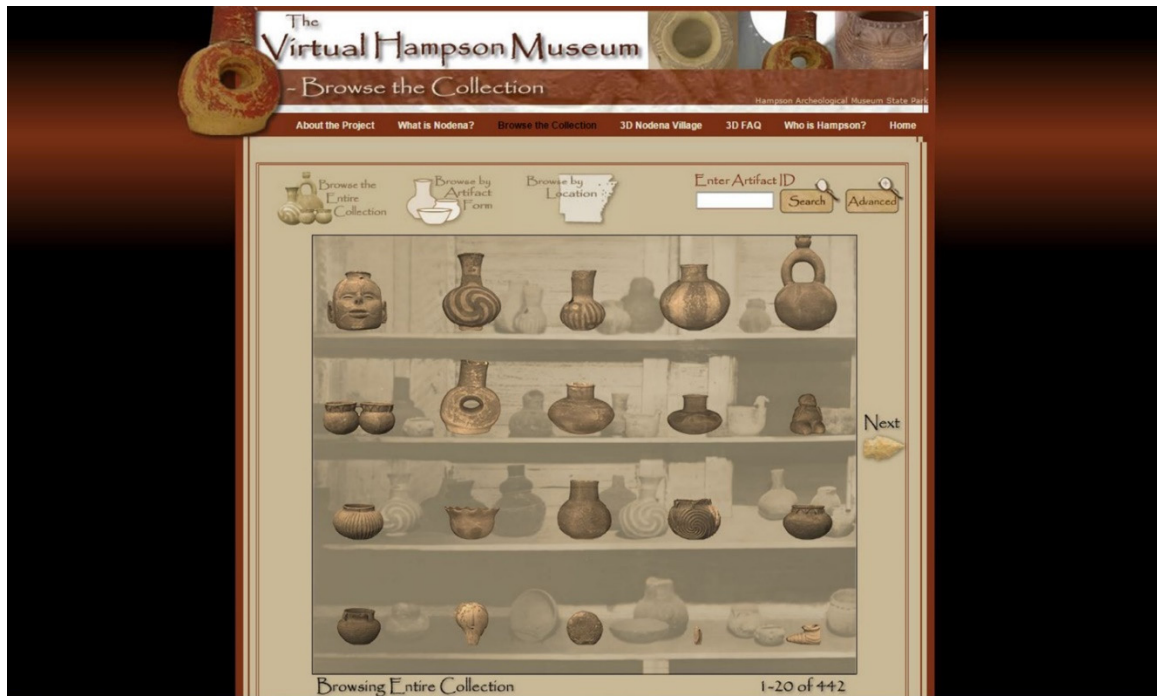 The
Virtual Hampson Museum
- Browse the Collection
Hampson Archeological Museum State Park
About the Project What is Nodena? Browse the Collection 3D Nodena Village 3D FAQ Who is Hampson? Home
Browse the
Entire
Collection
Browse by
Artifact
Form
Browse by
Location
Enter Artifact ID
Search Advanced
Next
Browsing Entire Collection 1-20 of 442